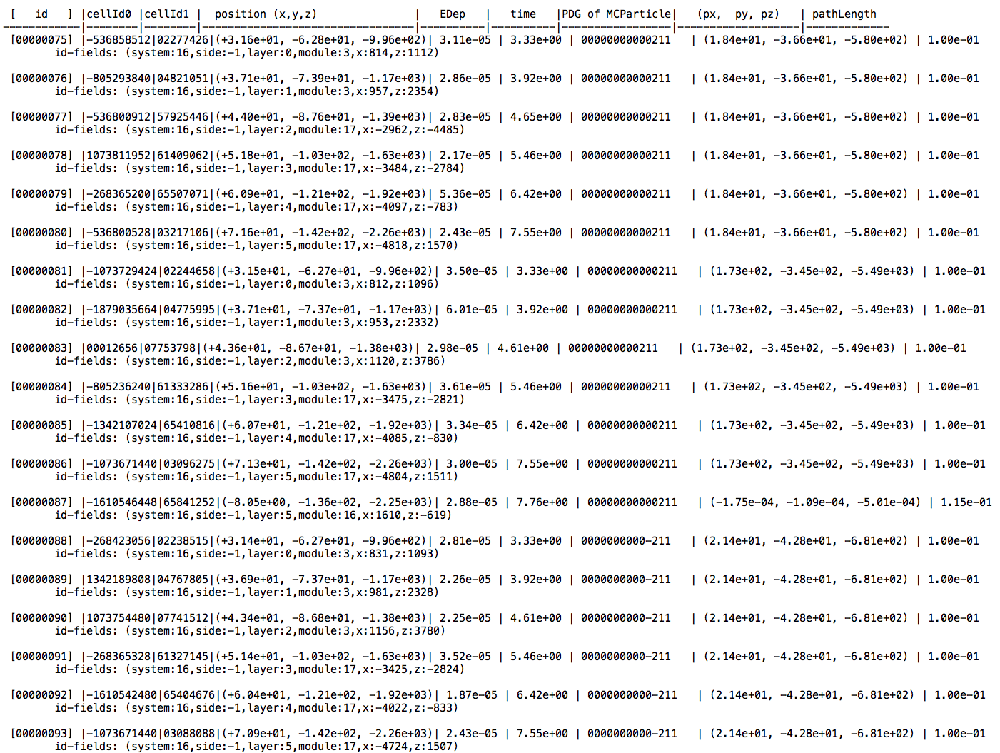 [   id   ] |cellId0 |cellId1 |  position (x,y,z)                |   EDep   |   time   |PDG of MCParticle|   (px,  py, pz)   | pathLength
------------|--------|--------|---------------------------------|----------|----------|-----------------|-------------------|-------------
[00000075] |-536858512|02277426|(+3.16e+01, -6.28e+01, -9.96e+02)| 3.11e-05 | 3.33e+00 | 00000000000211   | (1.84e+01, -3.66e+01, -5.80e+02) | 1.00e-01
id-fields: (system:16,side:-1,layer:0,module:3,x:814,z:1112)
[00000076] |-805293840|04821051|(+3.71e+01, -7.39e+01, -1.17e+03)| 2.86e-05 | 3.92e+00 | 00000000000211   | (1.84e+01, -3.66e+01, -5.80e+02) | 1.00e-01
id-fields: (system:16,side:-1,layer:1,module:3,x:957,z:2354)
[00000077] |-536800912|57925446|(+4.40e+01, -8.76e+01, -1.39e+03)| 2.83e-05 | 4.65e+00 | 00000000000211   | (1.84e+01, -3.66e+01, -5.80e+02) | 1.00e-01
id-fields: (system:16,side:-1,layer:2,module:17,x:-2962,z:-4485)
[00000078] |1073811952|61409062|(+5.18e+01, -1.03e+02, -1.63e+03)| 2.17e-05 | 5.46e+00 | 00000000000211   | (1.84e+01, -3.66e+01, -5.80e+02) | 1.00e-01
id-fields: (system:16,side:-1,layer:3,module:17,x:-3484,z:-2784)
[00000079] |-268365200|65507071|(+6.09e+01, -1.21e+02, -1.92e+03)| 5.36e-05 | 6.42e+00 | 00000000000211   | (1.84e+01, -3.66e+01, -5.80e+02) | 1.00e-01
id-fields: (system:16,side:-1,layer:4,module:17,x:-4097,z:-783)
[00000080] |-536800528|03217106|(+7.16e+01, -1.42e+02, -2.26e+03)| 2.43e-05 | 7.55e+00 | 00000000000211   | (1.84e+01, -3.66e+01, -5.80e+02) | 1.00e-01
id-fields: (system:16,side:-1,layer:5,module:17,x:-4818,z:1570)
[00000081] |-1073729424|02244658|(+3.15e+01, -6.27e+01, -9.96e+02)| 3.50e-05 | 3.33e+00 | 00000000000211   | (1.73e+02, -3.45e+02, -5.49e+03) | 1.00e-01
id-fields: (system:16,side:-1,layer:0,module:3,x:812,z:1096)
[00000082] |-1879035664|04775995|(+3.71e+01, -7.37e+01, -1.17e+03)| 6.01e-05 | 3.92e+00 | 00000000000211   | (1.73e+02, -3.45e+02, -5.49e+03) | 1.00e-01
id-fields: (system:16,side:-1,layer:1,module:3,x:953,z:2332)
[00000083] |00012656|07753798|(+4.36e+01, -8.67e+01, -1.38e+03)| 2.98e-05 | 4.61e+00 | 00000000000211   | (1.73e+02, -3.45e+02, -5.49e+03) | 1.00e-01
id-fields: (system:16,side:-1,layer:2,module:3,x:1120,z:3786)
[00000084] |-805236240|61333286|(+5.16e+01, -1.03e+02, -1.63e+03)| 3.61e-05 | 5.46e+00 | 00000000000211   | (1.73e+02, -3.45e+02, -5.49e+03) | 1.00e-01
id-fields: (system:16,side:-1,layer:3,module:17,x:-3475,z:-2821)
[00000085] |-1342107024|65410816|(+6.07e+01, -1.21e+02, -1.92e+03)| 3.34e-05 | 6.42e+00 | 00000000000211   | (1.73e+02, -3.45e+02, -5.49e+03) | 1.00e-01
id-fields: (system:16,side:-1,layer:4,module:17,x:-4085,z:-830)
[00000086] |-1073671440|03096275|(+7.13e+01, -1.42e+02, -2.26e+03)| 3.00e-05 | 7.55e+00 | 00000000000211   | (1.73e+02, -3.45e+02, -5.49e+03) | 1.00e-01
id-fields: (system:16,side:-1,layer:5,module:17,x:-4804,z:1511)
[00000087] |-1610546448|65841252|(-8.05e+00, -1.36e+02, -2.25e+03)| 2.88e-05 | 7.76e+00 | 00000000000211   | (-1.75e-04, -1.09e-04, -5.01e-04) | 1.15e-01
id-fields: (system:16,side:-1,layer:5,module:16,x:1610,z:-619)
[00000088] |-268423056|02238515|(+3.14e+01, -6.27e+01, -9.96e+02)| 2.81e-05 | 3.33e+00 | 0000000000-211   | (2.14e+01, -4.28e+01, -6.81e+02) | 1.00e-01
id-fields: (system:16,side:-1,layer:0,module:3,x:831,z:1093)
[00000089] |1342189808|04767805|(+3.69e+01, -7.37e+01, -1.17e+03)| 2.26e-05 | 3.92e+00 | 0000000000-211   | (2.14e+01, -4.28e+01, -6.81e+02) | 1.00e-01
id-fields: (system:16,side:-1,layer:1,module:3,x:981,z:2328)
[00000090] |1073754480|07741512|(+4.34e+01, -8.68e+01, -1.38e+03)| 2.25e-05 | 4.61e+00 | 0000000000-211   | (2.14e+01, -4.28e+01, -6.81e+02) | 1.00e-01
id-fields: (system:16,side:-1,layer:2,module:3,x:1156,z:3780)
[00000091] |-268365328|61327145|(+5.14e+01, -1.03e+02, -1.63e+03)| 3.52e-05 | 5.46e+00 | 0000000000-211   | (2.14e+01, -4.28e+01, -6.81e+02) | 1.00e-01
id-fields: (system:16,side:-1,layer:3,module:17,x:-3425,z:-2824)
[00000092] |-1610542480|65404676|(+6.04e+01, -1.21e+02, -1.92e+03)| 1.87e-05 | 6.42e+00 | 0000000000-211   | (2.14e+01, -4.28e+01, -6.81e+02) | 1.00e-01
id-fields: (system:16,side:-1,layer:4,module:17,x:-4022,z:-833)
[00000093] |-1073671440|03088088|(+7.09e+01, -1.42e+02, -2.26e+03)| 2.43e-05 | 7.55e+00 | 0000000000-211   | (2.14e+01, -4.28e+01, -6.81e+02) | 1.00e-01
id-fields: (system:16,side:-1,layer:5,module:17,x:-4724,z:1507)